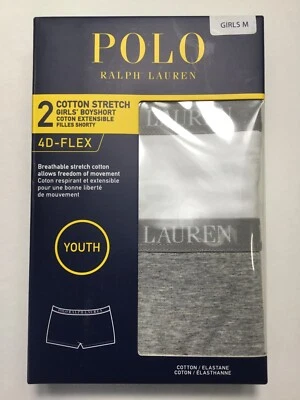 GIRLS M
POLO
RALPH LAUREN
2 COTTON STRETCH
GIRLS' BOYSHORT
COTON EXTENSIBLE
FILLES SHORTY
4D-FLEX
Breathable stretch cotton
allows freedom of movement
Coton respirant et extensible
pour une bonne liberté
de mouvement
YOUTH
LAUREN
LAUREN
COTTON / ELASTANE
COTON / ÉLASTHANNE